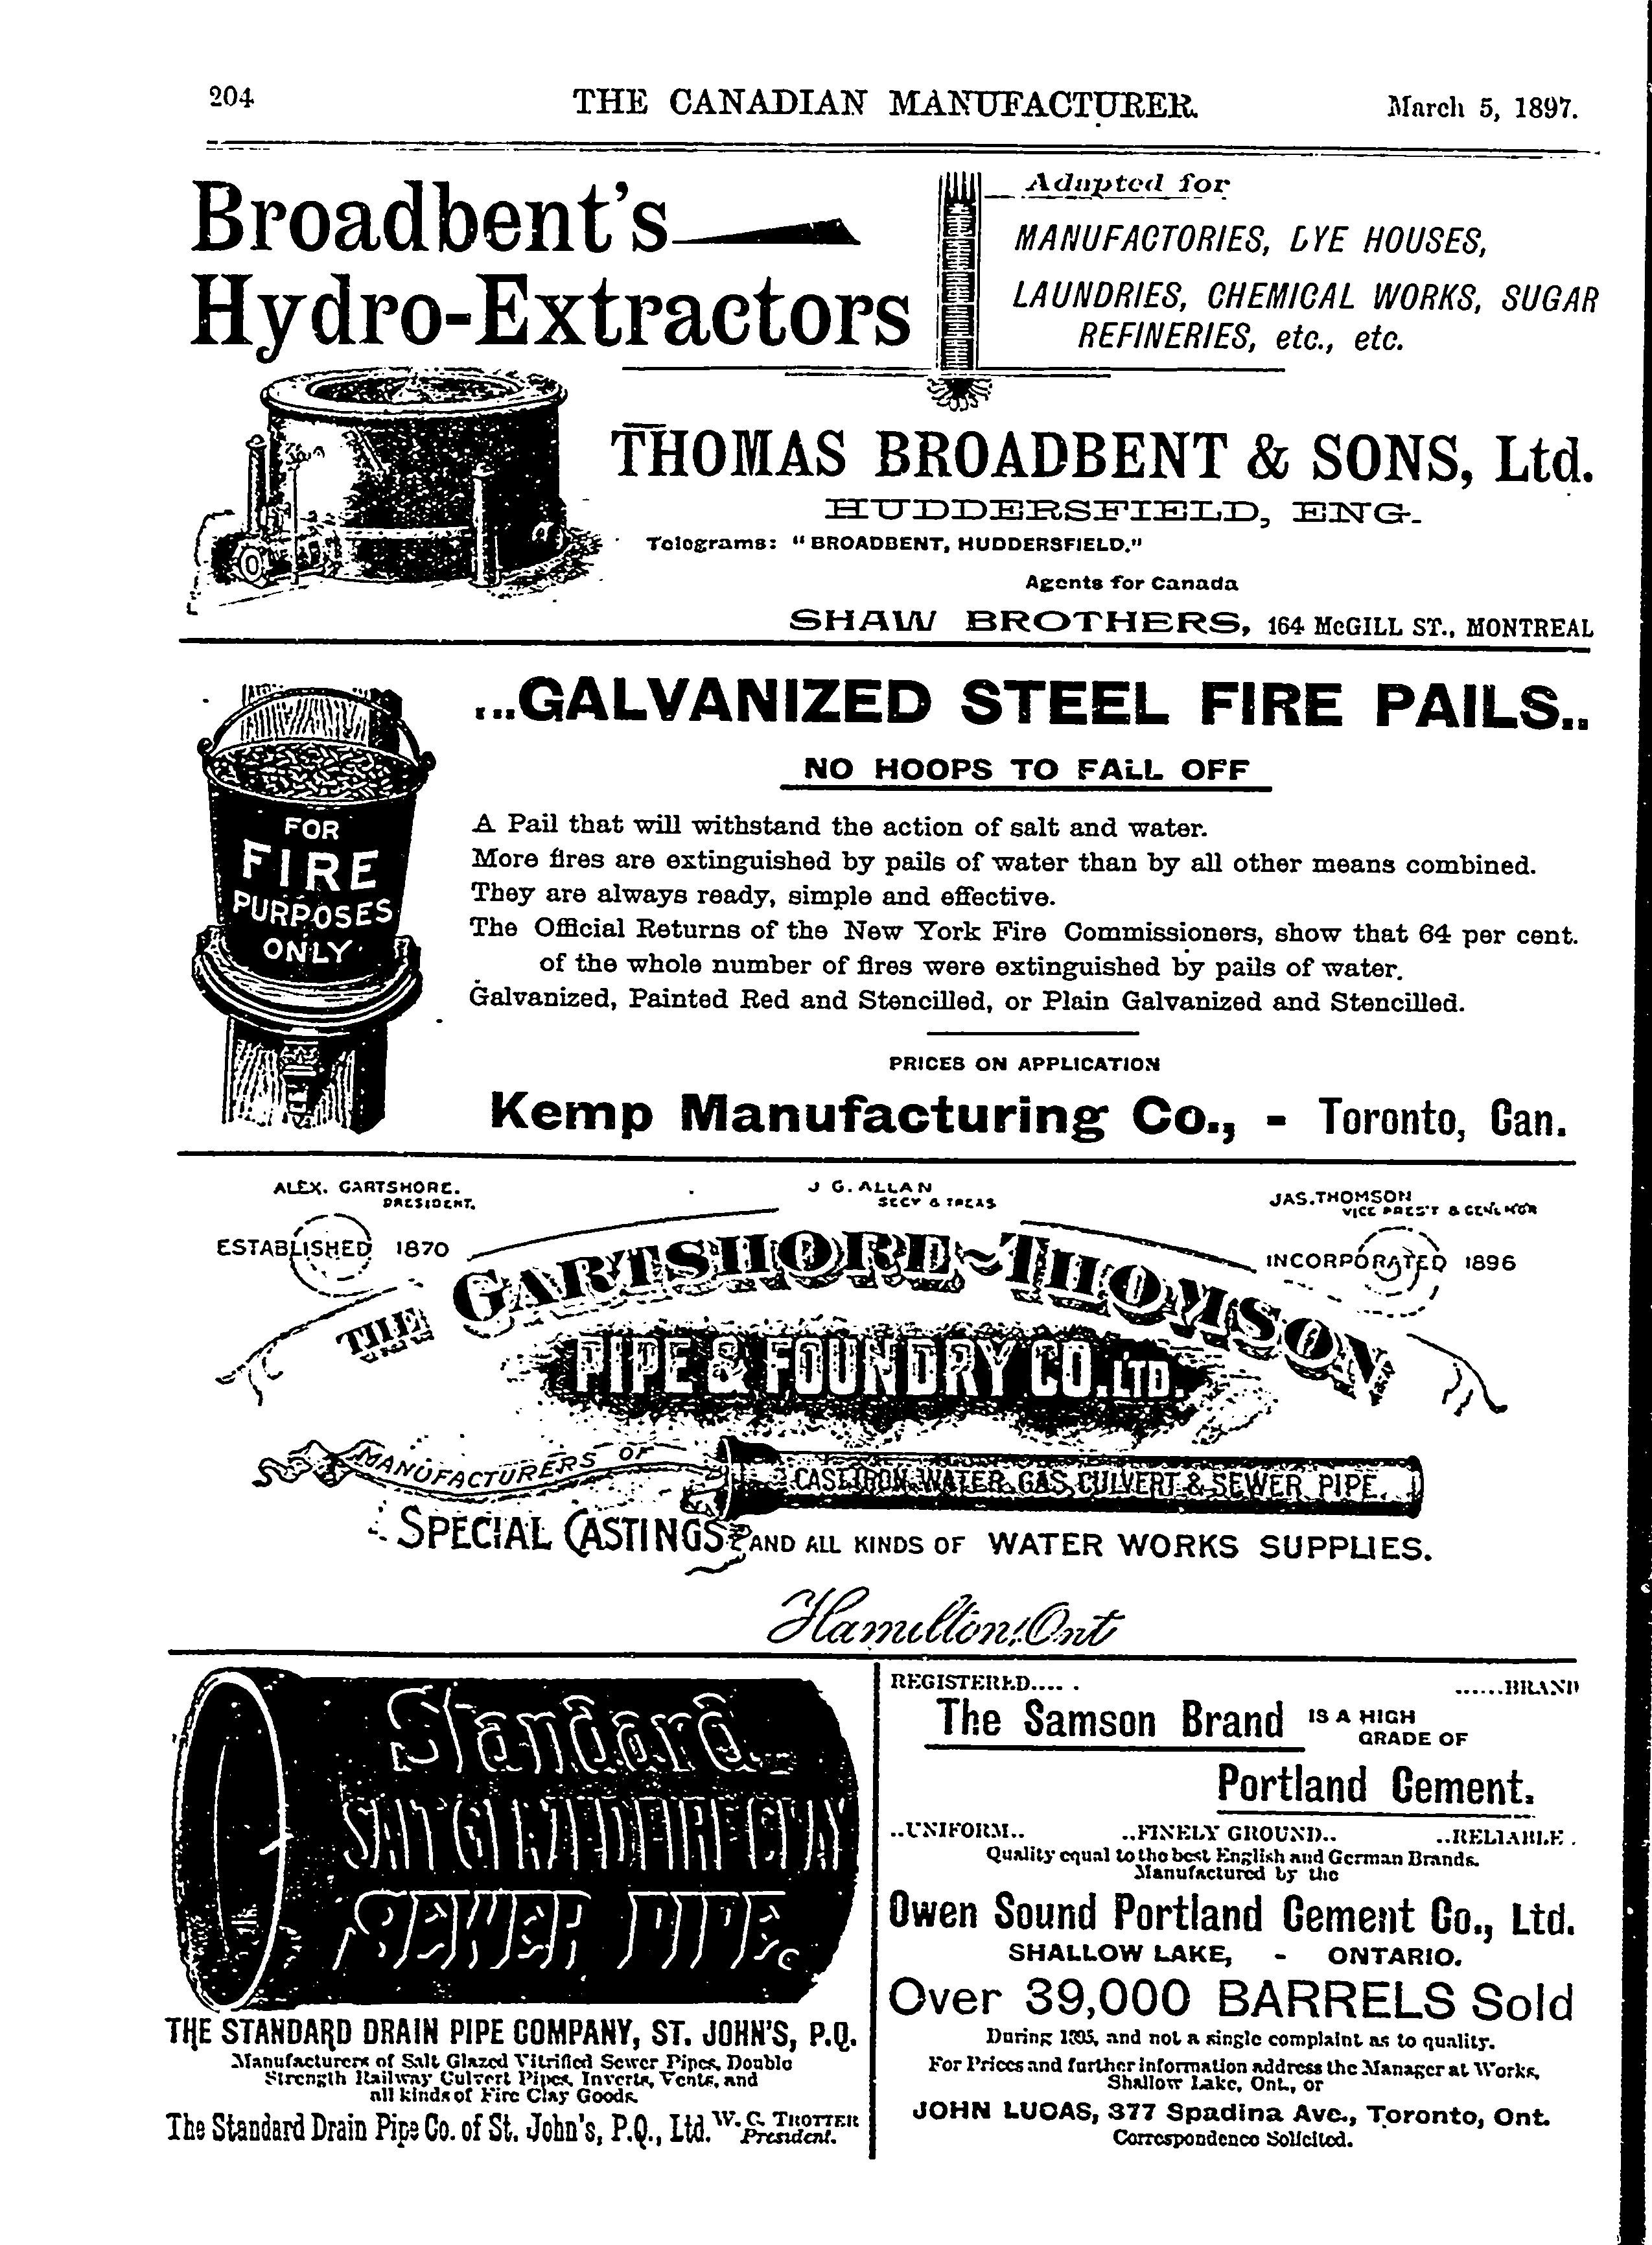 204 THE CANADIAN MANUFACTURER March 5, 1897.
Broadbent's
Hydro-Extractors
Adapted for
MANUFACTORIES, DYE HOUSES,
LAUNDRIES, CHEMICAL WORKS, SUGAR
REFINERIES, etc., etc.
THOMAS BROADBENT & SONS, Ltd.
HUDDERSFIELD, ENG.
Telegrams: "BROADBENT, HUDDERSFIELD."
Agents for Canada
SHAW BROTHERS, 164 McGILL ST., MONTREAL
...GALVANIZED STEEL FIRE PAILS..
NO HOOPS TO FALL OFF
FOR
FIRE
PURPOSES
ONLY
A Pail that will withstand the action of salt and water.
More fires are extinguished by pails of water than by all other means combined.
They are always ready, simple and effective.
The Official Returns of the New York Fire Commissioners, show that 64 per cent.
of the whole number of fires were extinguished by pails of water.
Galvanized, Painted Red and Stencilled, or Plain Galvanized and Stencilled.
PRICES ON APPLICATION
Kemp Manufacturing Co., - Toronto, Can.
ALEX. GARTSHORE. J G. ALLAN JAS. THOMSON
PRESIDENT. SECY & TREAS VICE PRES'T & GEN'L M'G'R
ESTABLISHED 1870 INCORPORATED 1896
THE GARTSHORE-THOMSON
PIPE & FOUNDRY CO. LTD.
MANUFACTURERS OF
CAST IRON WATER, GAS, CULVERT & SEWER PIPE.
SPECIAL CASTINGS AND ALL KINDS OF WATER WORKS SUPPLIES.
Hamilton, Ont
Standard
SALT GLAZED FIRE CLAY
SEWER PIPE.
THE STANDARD DRAIN PIPE COMPANY, ST. JOHN'S, P.Q.
Manufacturers of Salt Glazed Vitrified Sewer Pipes, Double
Strength Railway Culvert Pipes, Inverts, Vents, and
all kinds of Fire Clay Goods.
The Standard Drain Pipe Co. of St. John's, P.Q., Ltd. W. C. TROTTER
President.
REGISTERED..... ......BRAND
The Samson Brand IS A HIGH
GRADE OF
Portland Cement.
..UNIFORM.. ..FINELY GROUND.. ..RELIABLE.
Quality equal to the best English and German Brands.
Manufactured by the
Owen Sound Portland Cement Co., Ltd.
SHALLOW LAKE, - ONTARIO.
Over 39,000 BARRELS Sold
During 1895, and not a single complaint as to quality.
For Prices and further information address the Manager at Works,
Shallow Lake, Ont., or
JOHN LUCAS, 377 Spadina Ave., Toronto, Ont.
Correspondence Solicited.